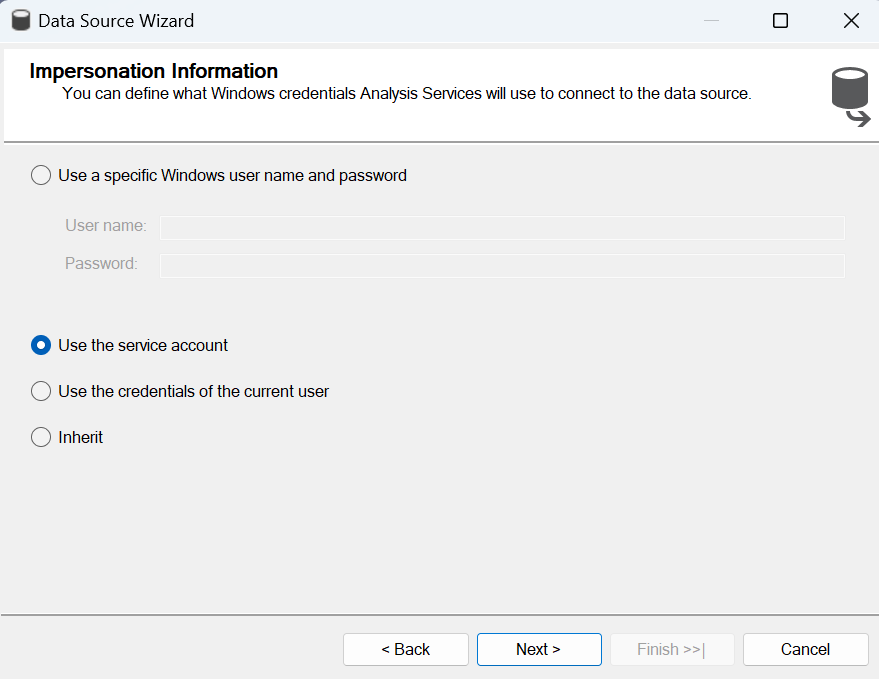 Data Source Wizard
Impersonation Information
You can define what Windows credentials Analysis Services will use to connect to the data source.
Use a specific Windows user name and password
User name:
Password:
Use the service account
Use the credentials of the current user
Inherit
< Back
Next >
Finish >>|
Cancel